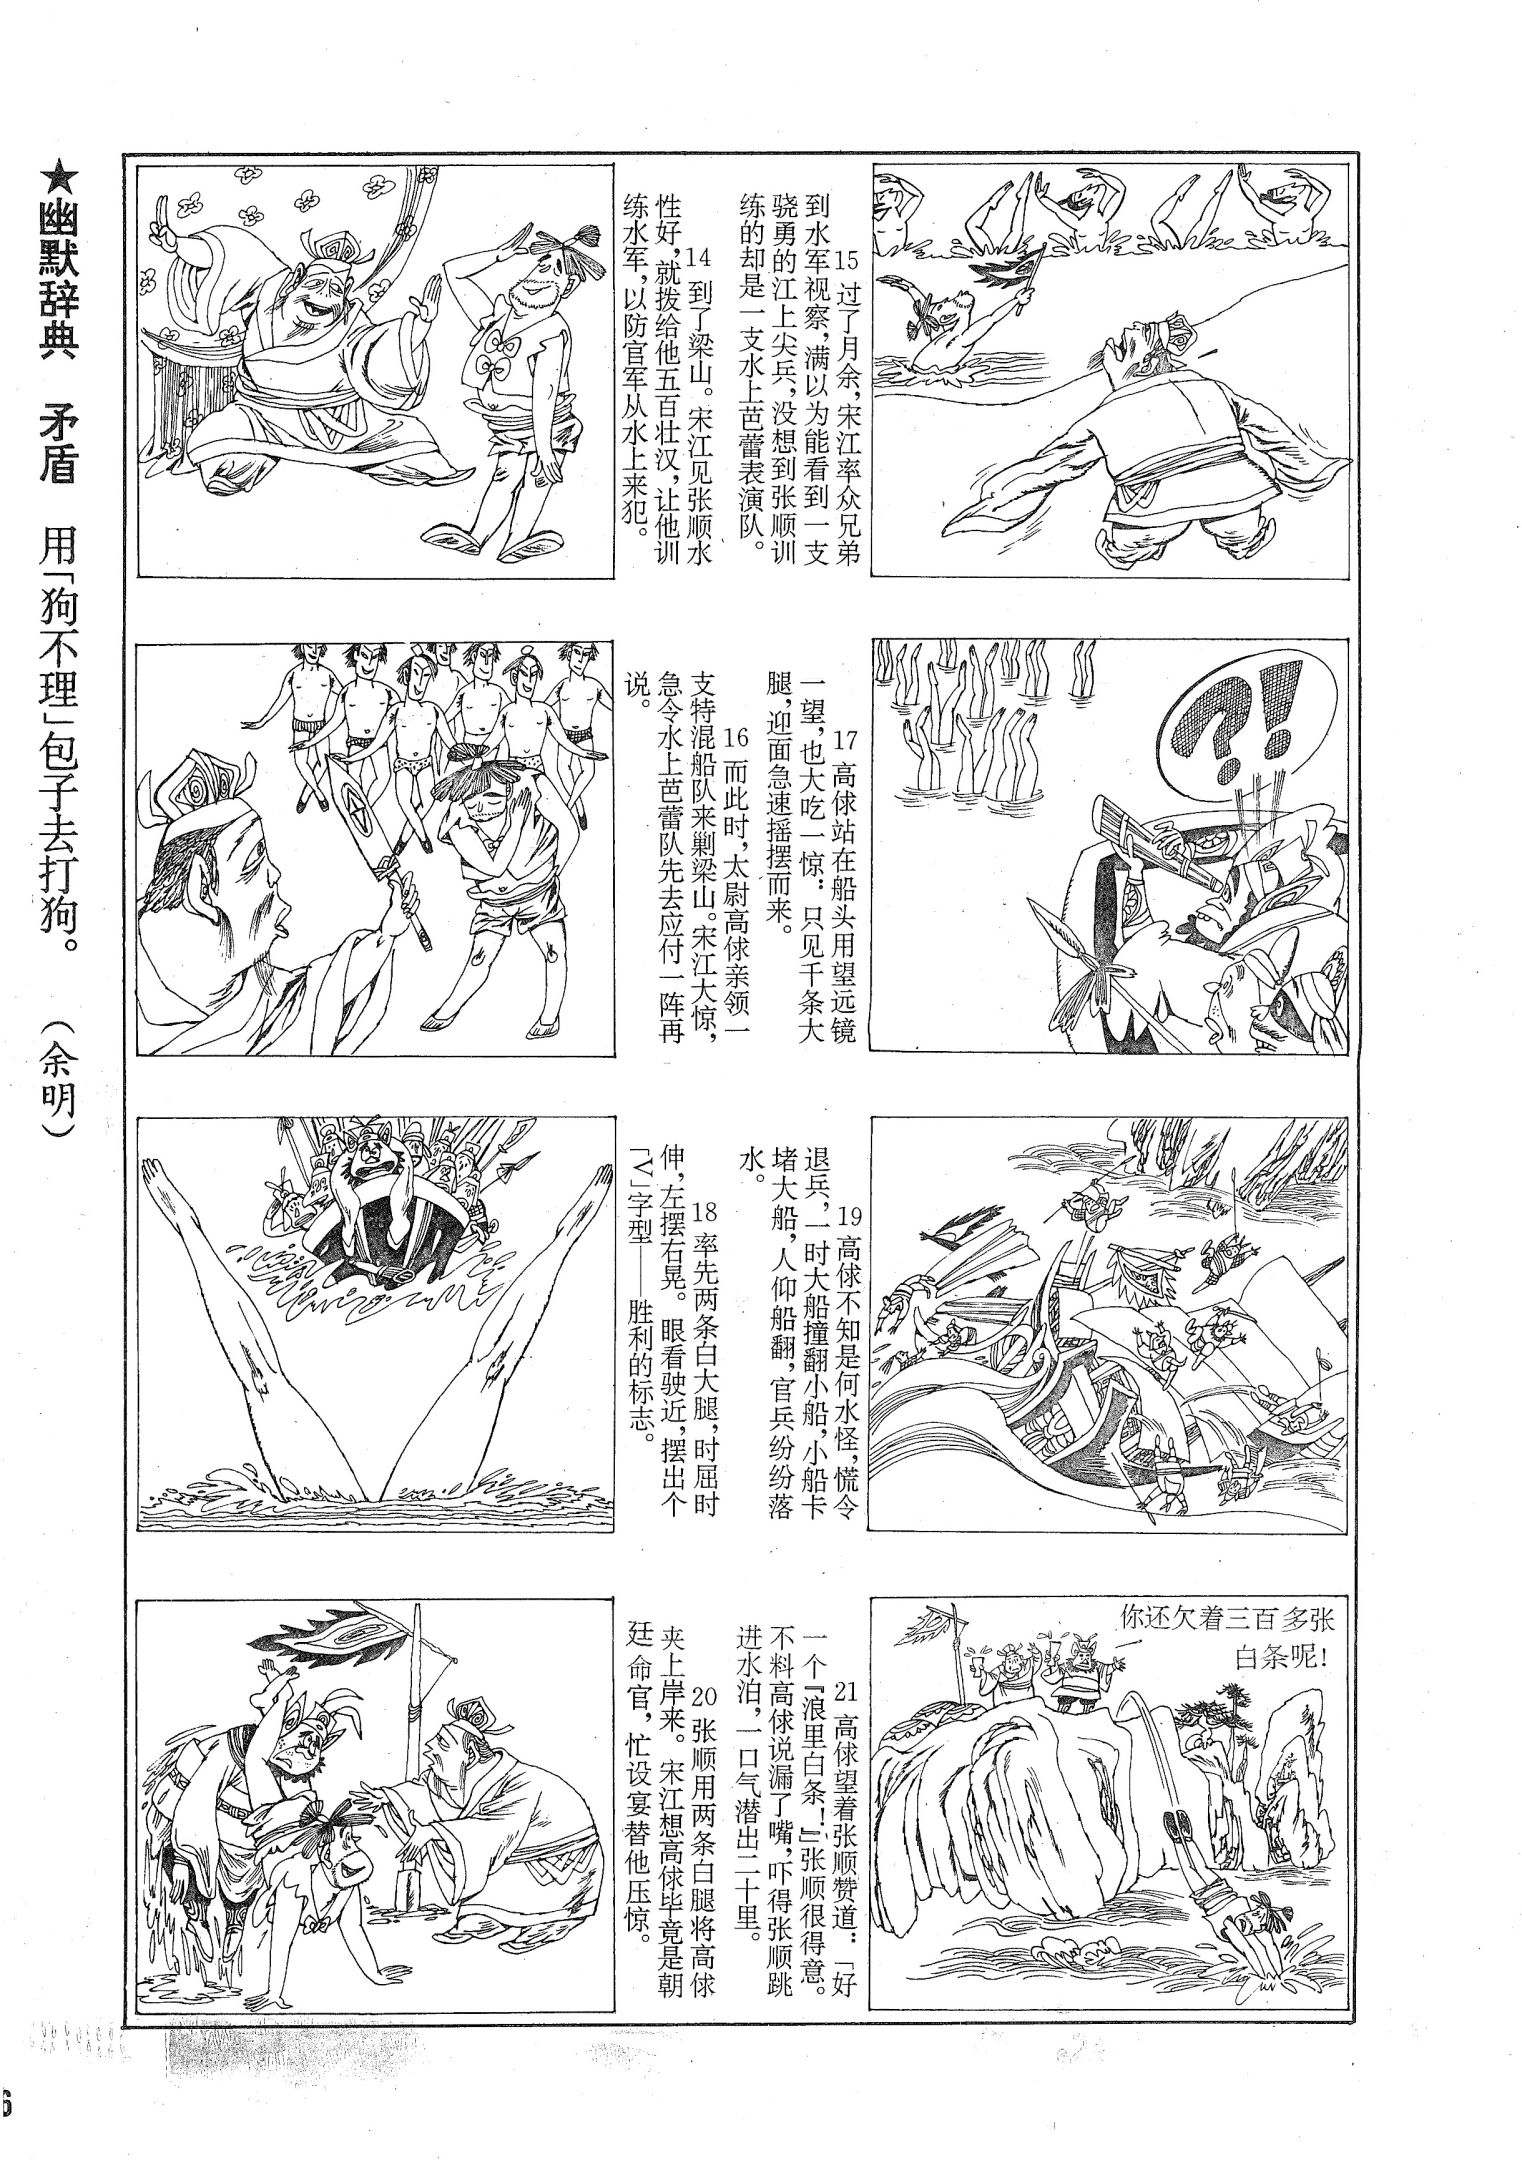 ★幽默辞典 矛盾 用「狗不理」包子去打狗。 （余明）
14 到了梁山。宋江见张顺水
性好，就拨给他五百壮汉，让他训
练水军，以防官军从水上来犯。
15 过了月余，宋江率众兄弟
到水军视察，满以为能看到一支
骁勇的江上尖兵，没想到张顺训
练的却是一支水上芭蕾表演队。
16 而此时，太尉高俅亲领一
支特混船队来剿梁山。宋江大惊，
急令水上芭蕾队先去应付一阵再
说。
17 高俅站在船头用望远镜
一望，也大吃一惊：只见千条大
腿，迎面急速摇摆而来。
?!
18 率先两条白大腿，时屈时
伸，左摆右晃。眼看驶近，摆出个
「V」字型——胜利的标志。
19 高俅不知是何水怪，慌令
退兵，一时大船撞翻小船，小船卡
堵大船，人仰船翻，官兵纷纷落
水。
20 张顺用两条白腿将高俅
夹上岸来。宋江想高俅毕竟是朝
廷命官，忙设宴替他压惊。
21 高俅望着张顺赞道：「好
一个『浪里白条！』」张顺很得意。
不料高俅说漏了嘴，吓得张顺跳
进水泊，一口气潜出二十里。
你还欠着三百多张
白条呢！
6